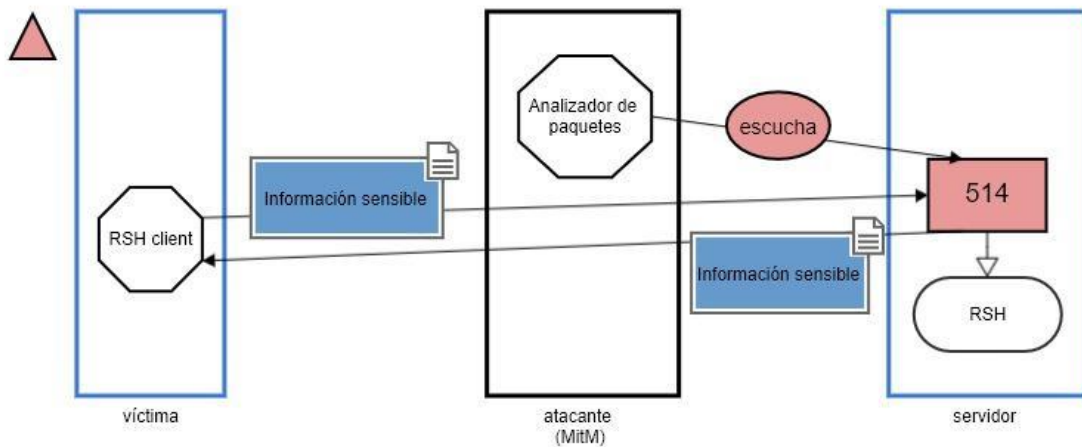 Analizador de
paquetes
escucha
Información sensible
514
RSH client
Información sensible
RSH
víctima
atacante
(MitM)
servidor